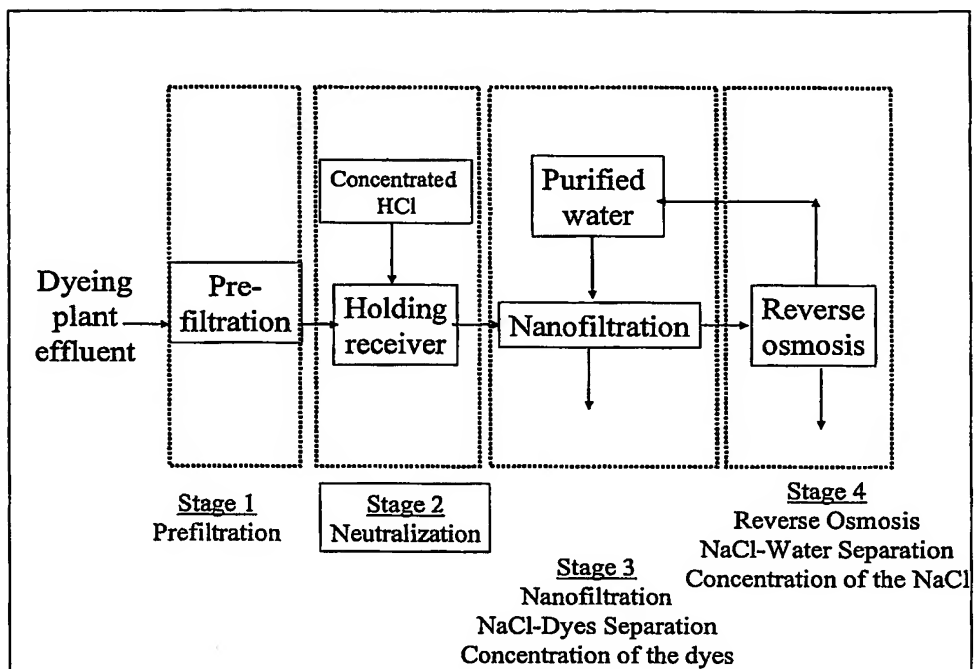 Dyeing
plant
effluent
Pre-
filtration
Concentrated
HCl
Holding
receiver
Purified
water
Nanofiltration
Reverse
osmosis
Stage 1
Prefiltration
Stage 2
Neutralization
Stage 3
Nanofiltration
NaCl-Dyes Separation
Concentration of the dyes
Stage 4
Reverse Osmosis
NaCl-Water Separation
Concentration of the NaCl